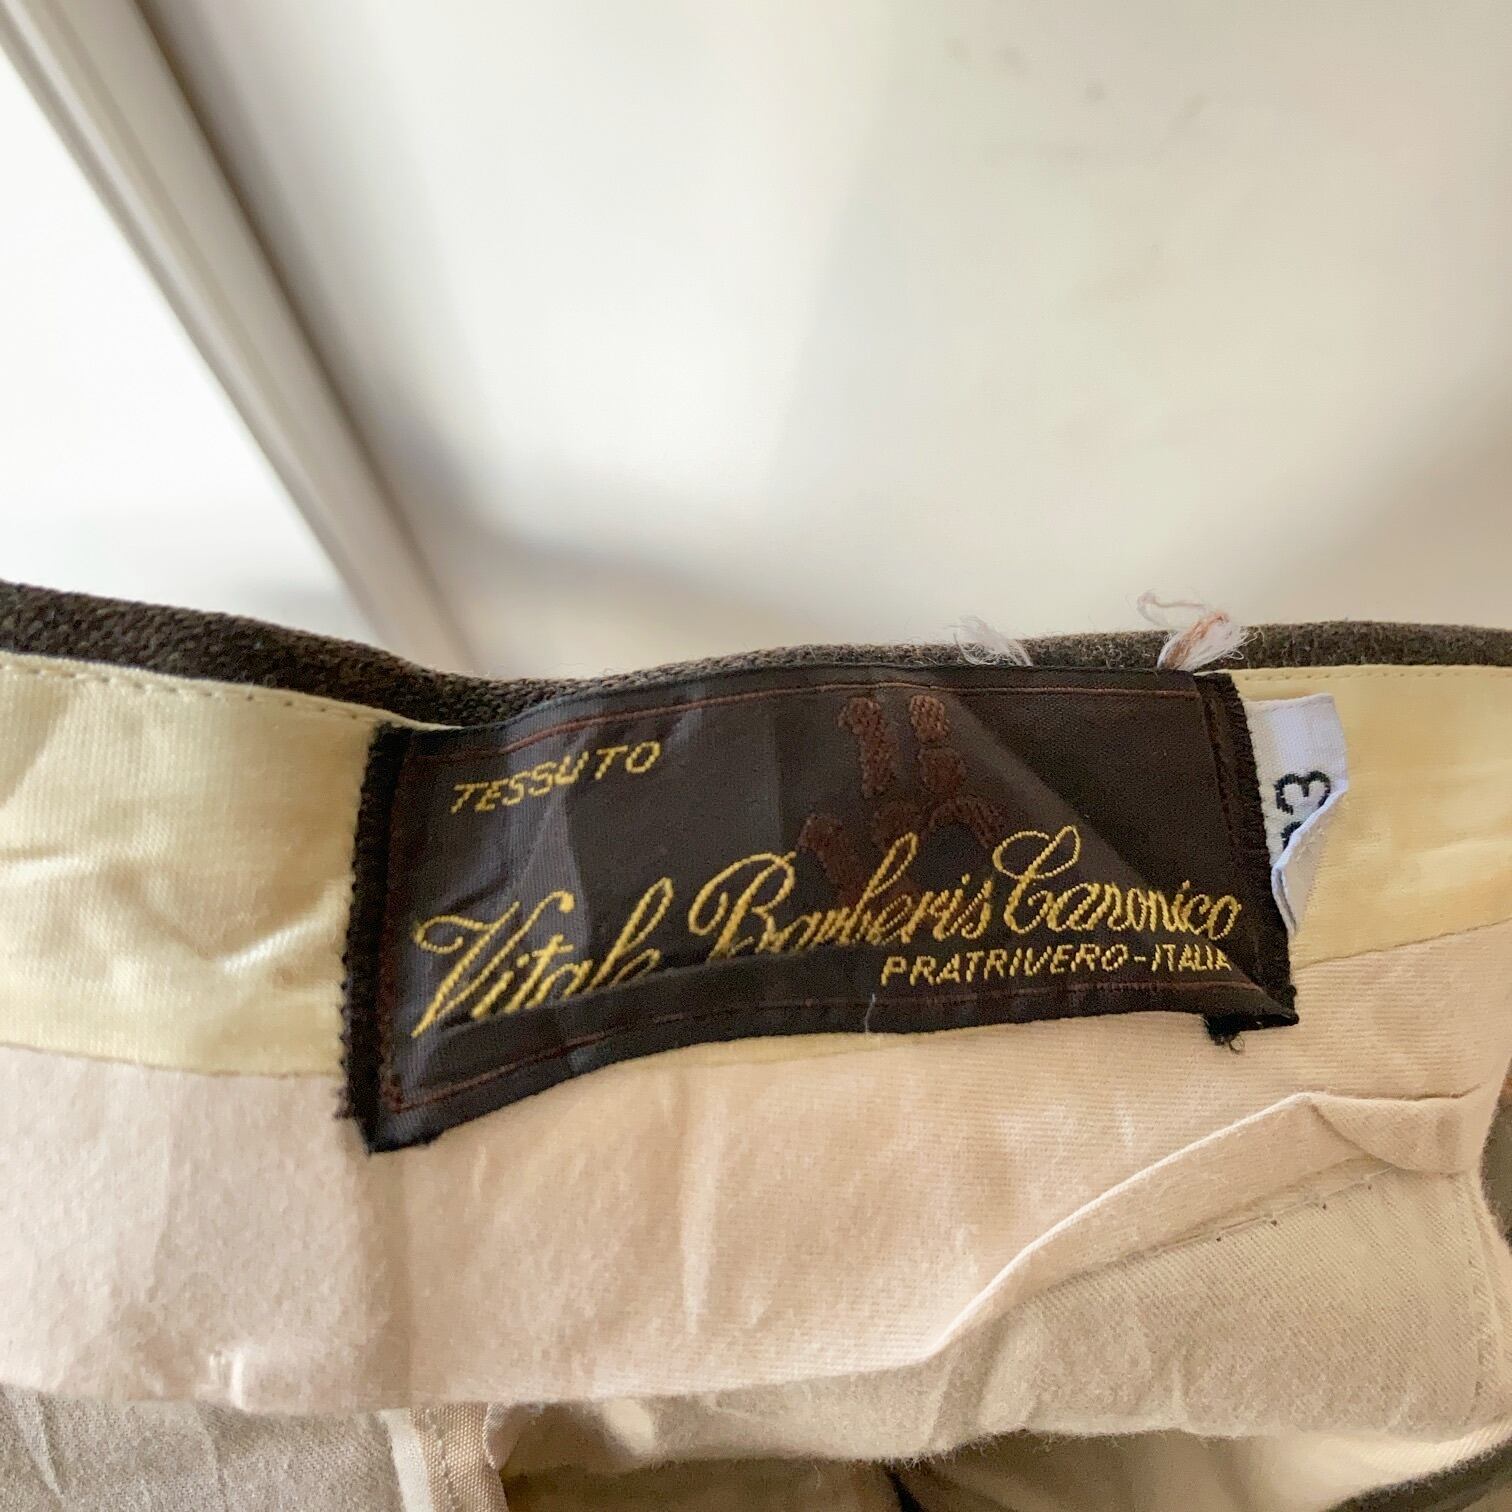 TESSUTO
Vitale Barberis Canonico
PRATRIVERO-ITALIA